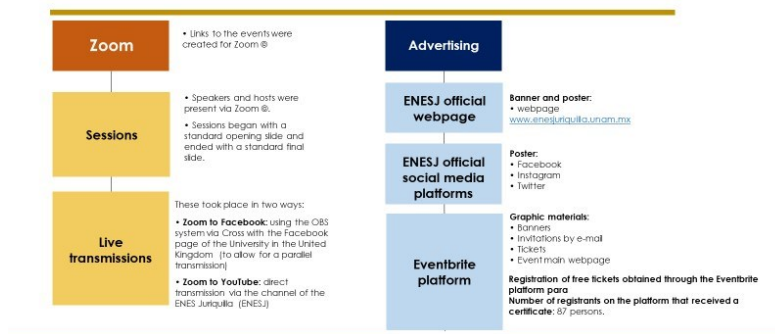 Zoom
• Links to the events were
created for Zoom ©
Sessions
• Speakers and hosts were
present via Zoom ©.
• Sessions began with a
standard opening slide and
ended with a standard final
slide.
Live
transmissions
These took place in two ways:
• Zoom to Facebook: using the OBS
system via Cross with the Facebook
page of the University in the United
Kingdom (to allow for a parallel
transmission)
• Zoom to YouTube: direct
transmission via the channel of the
ENES Juriquilla (ENESJ)
Advertising
ENESJ official
webpage
Banner and poster:
• webpage
www.enesjuriquilla.unam.mx
ENESJ official
social media
platforms
Poster:
• Facebook
• Instagram
• Twitter
Eventbrite
platform
Graphic materials:
• Banners
• Invitations by e-mail
• Tickets
• Event main webpage
Registration of free tickets obtained through the Eventbrite
platform para
Number of registrants on the platform that received a
certificate: 87 persons.